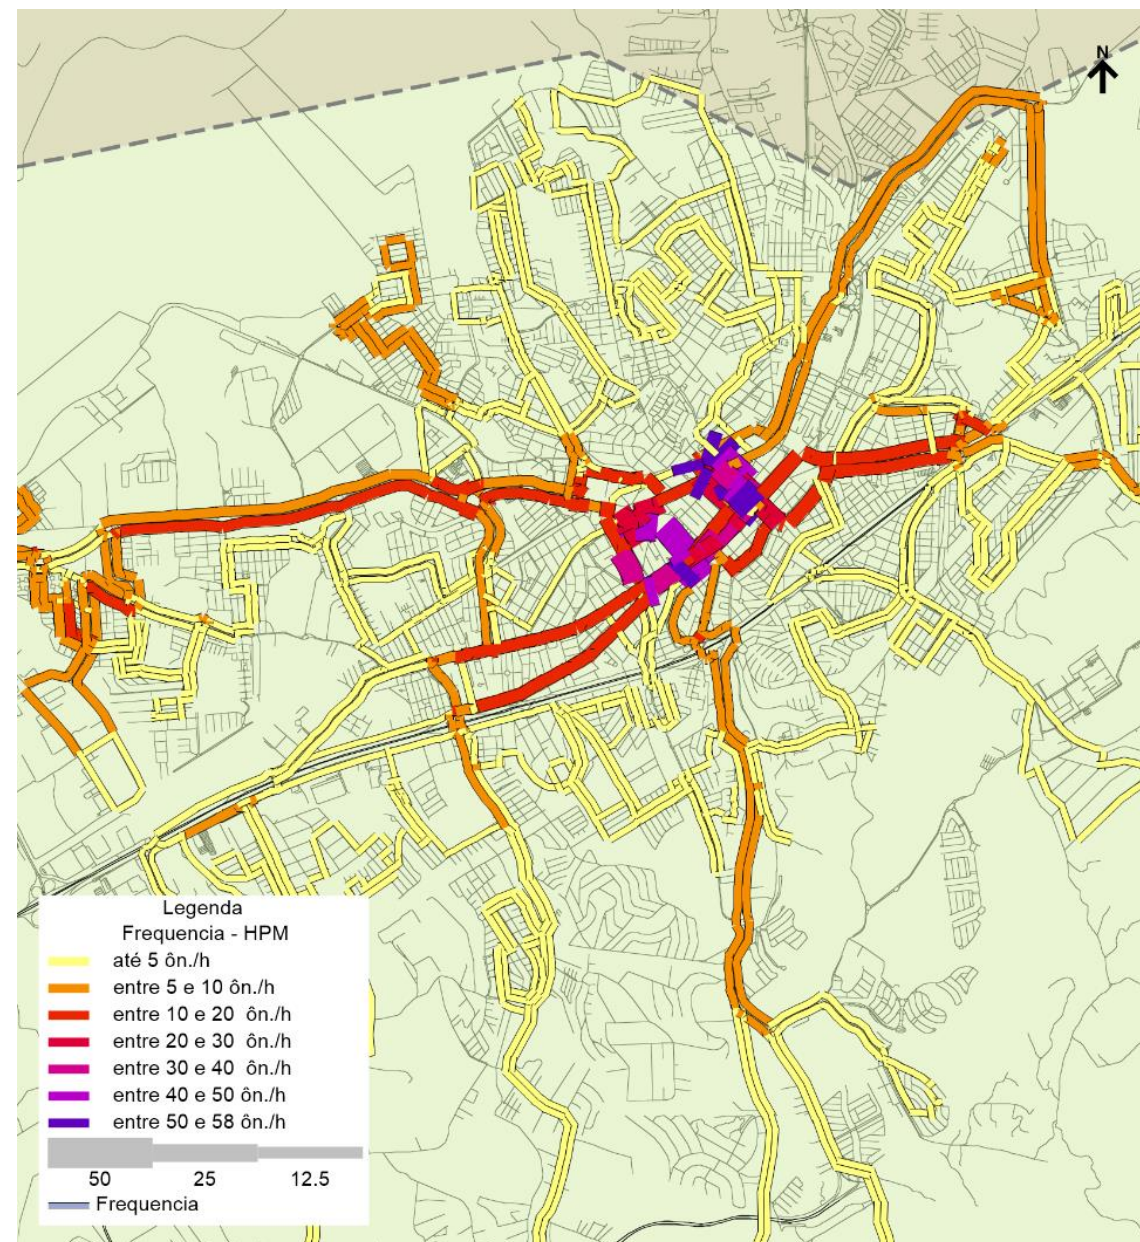 N
Legenda
Frequencia - HPM
até 5 ôn./h
entre 5 e 10 ôn./h
entre 10 e 20 ôn./h
entre 20 e 30 ôn./h
entre 30 e 40 ôn./h
entre 40 e 50 ôn./h
entre 50 e 58 ôn./h
50 25 12.5
Frequencia